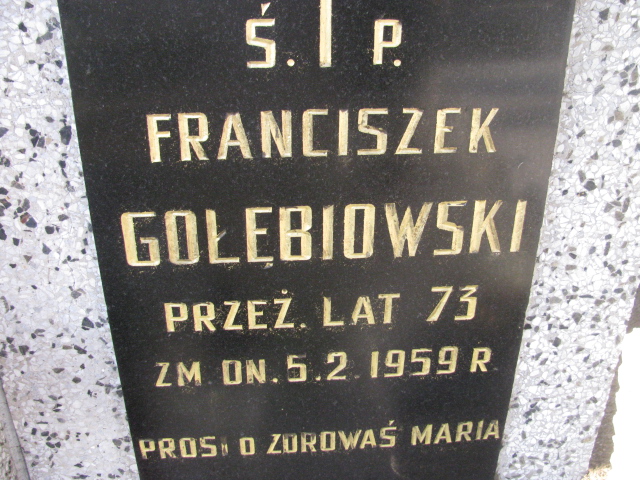 Ś. † P.
FRANCISZEK
GOŁĘBIOWSKI
PRZEŻ. LAT 73
ZM. DN. 5.2.1959 R.
PROSI O ZDROWAŚ MARIA